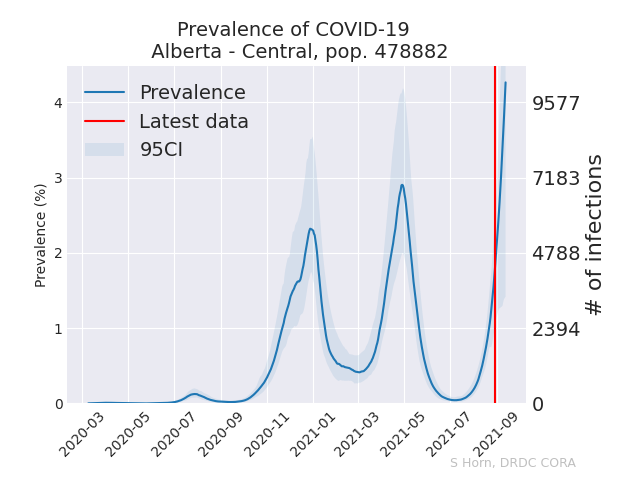 Prevalence of COVID-19
Alberta - Central, pop. 478882
Prevalence
Latest data
95CI
Prevalence (%)
4
3
2
1
0
9577
7183
4788
2394
0
# of infections
2020-03
2020-05
2020-07
2020-09
2020-11
2021-01
2021-03
2021-05
2021-07
2021-09
S Horn, DRDC CORA